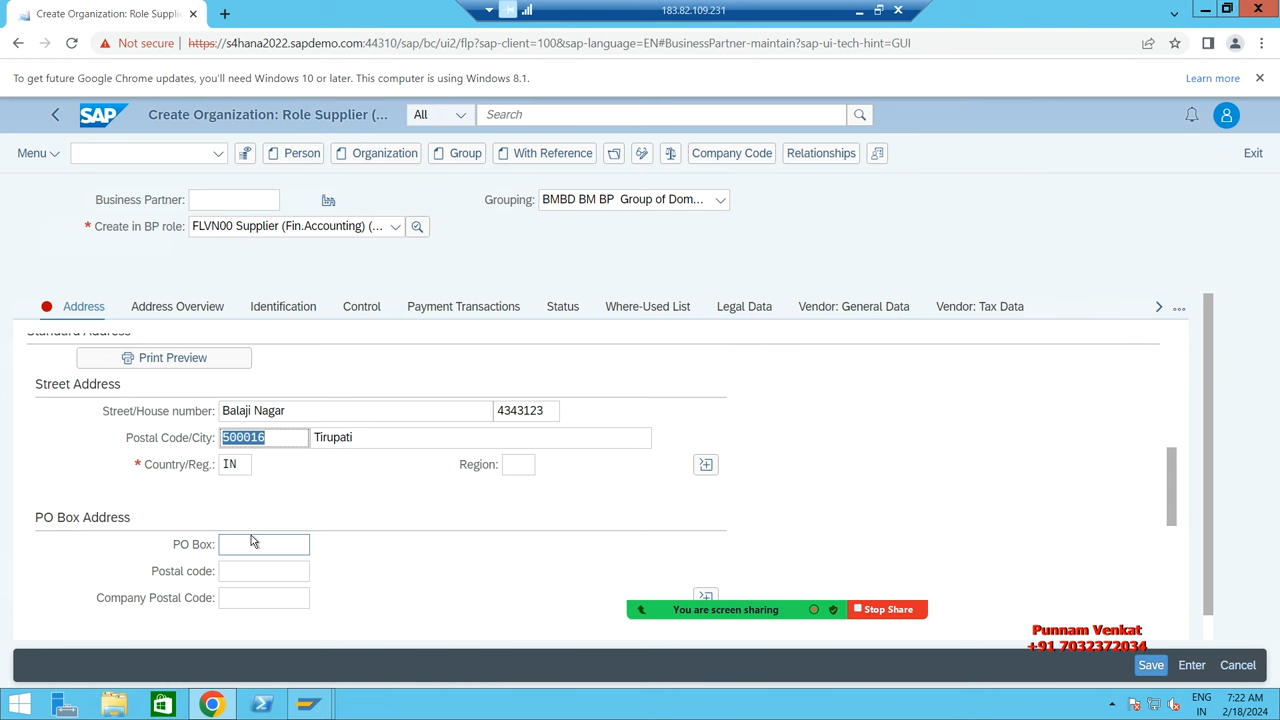 Create Organization: Role Suppli
183.82.109.231
Not secure
https://s4hana2022.sapdemo.com:44310/sap/bc/ui2/flp?sap-client=100&sap-language=EN#BusinessPartner-maintain?sap-ui-tech-hint=GUI
To get future Google Chrome updates, you'll need Windows 10 or later. This computer is using Windows 8.1.
Learn more
SAP
Create Organization: Role Supplier (...
All
Search
Menu
Person
Organization
Group
With Reference
Company Code
Relationships
Exit
Business Partner:
Grouping: BMBD BM BP Group of Dom...
* Create in BP role: FLVN00 Supplier (Fin.Accounting) (...
Address
Address Overview
Identification
Control
Payment Transactions
Status
Where-Used List
Legal Data
Vendor: General Data
Vendor: Tax Data
Standard Address
Print Preview
Street Address
Street/House number: Balaji Nagar 4343123
Postal Code/City: 500016 Tirupati
* Country/Reg.: IN Region:
PO Box Address
PO Box:
Postal code:
Company Postal Code:
You are screen sharing
Stop Share
Punnam Venkat
+91 7032372034
Save
Enter
Cancel
ENG
IN
7:22 AM
2/18/2024